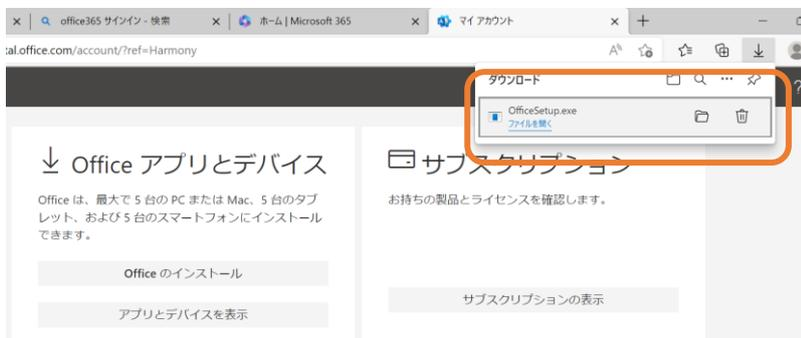 office365 サインイン - 検索
ホーム | Microsoft 365
マイ アカウント
tal.office.com/account/?ref=Harmony
ダウンロード
OfficeSetup.exe
ファイルを開く
Office アプリとデバイス
Office は、最大で 5 台の PC または Mac、5 台のタブ
レット、および 5 台のスマートフォンにインストール
できます。
Office のインストール
アプリとデバイスを表示
サブスクリプション
お持ちの製品とライセンスを確認します。
サブスクリプションの表示